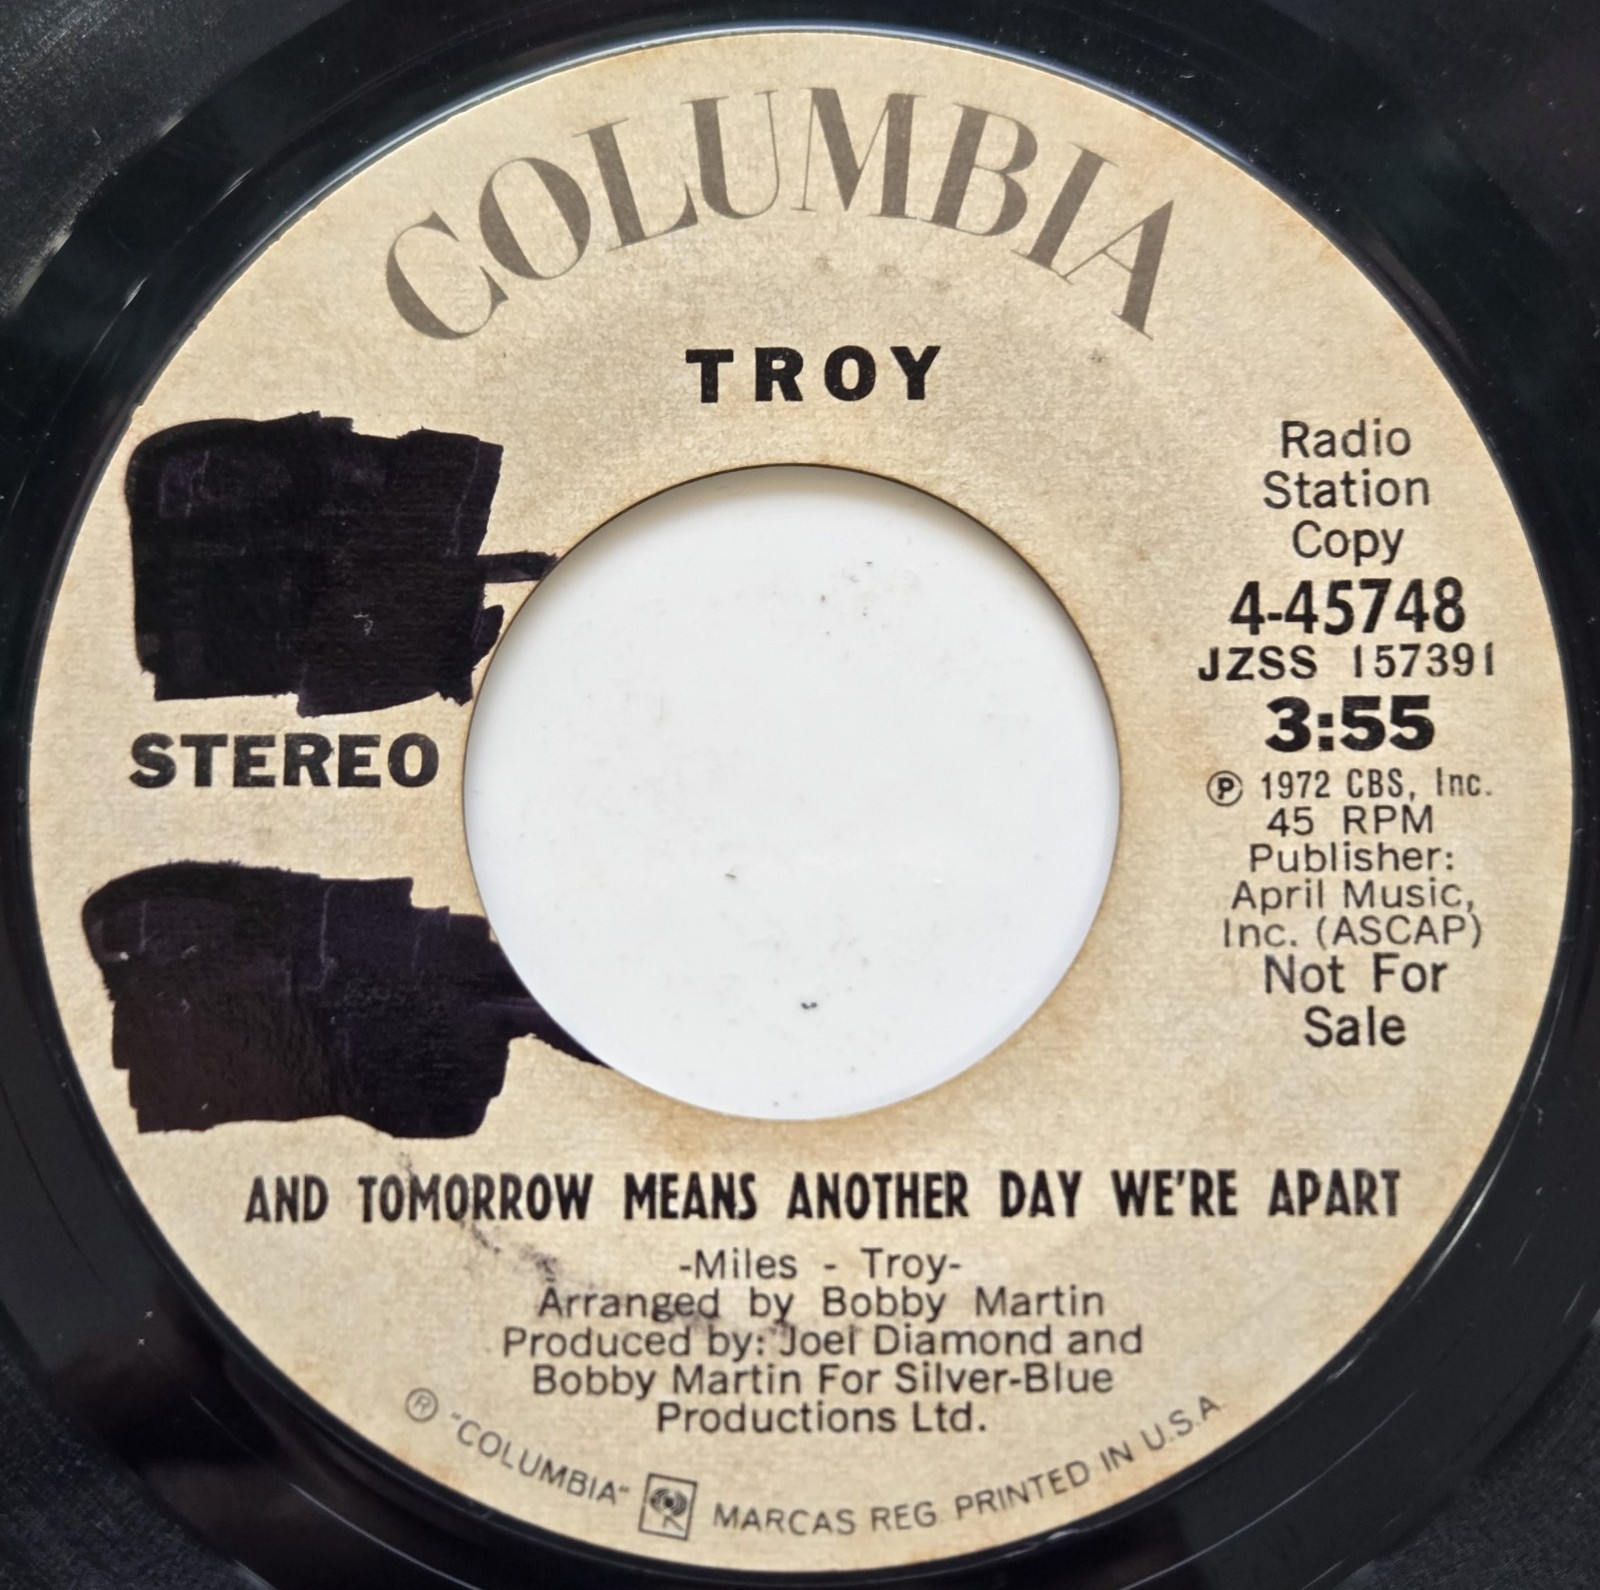 COLUMBIA
TROY
STEREO
Radio
Station
Copy
4-45748
JZSS 157391
3:55
Ⓟ 1972 CBS, Inc.
45 RPM
Publisher:
April Music,
Inc. (ASCAP)
Not For
Sale
AND TOMORROW MEANS ANOTHER DAY WE'RE APART
-Miles - Troy-
Arranged by Bobby Martin
Produced by: Joel Diamond and
Bobby Martin For Silver-Blue
Productions Ltd.
® "COLUMBIA" MARCAS REG. PRINTED IN U.S.A.